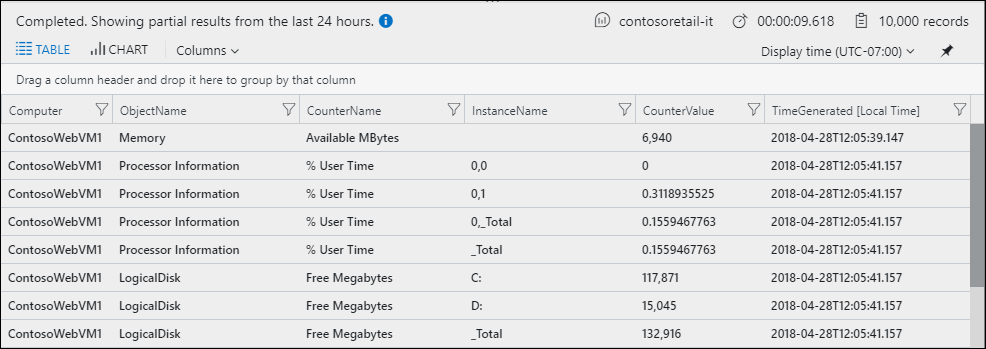 Completed. Showing partial results from the last 24 hours. contosoretail-it 00:00:09.618 10,000 records
TABLE CHART Columns Display time (UTC-07:00)
Drag a column header and drop it here to group by that column
Computer ObjectName CounterName InstanceName CounterValue TimeGenerated [Local Time]
ContosoWebVM1 Memory Available MBytes 6,940 2018-04-28T12:05:39.147
ContosoWebVM1 Processor Information % User Time 0,0 0 2018-04-28T12:05:41.157
ContosoWebVM1 Processor Information % User Time 0,1 0.3118935525 2018-04-28T12:05:41.157
ContosoWebVM1 Processor Information % User Time 0,_Total 0.1559467763 2018-04-28T12:05:41.157
ContosoWebVM1 Processor Information % User Time _Total 0.1559467763 2018-04-28T12:05:41.157
ContosoWebVM1 LogicalDisk Free Megabytes C: 117,871 2018-04-28T12:05:41.157
ContosoWebVM1 LogicalDisk Free Megabytes D: 15,045 2018-04-28T12:05:41.157
ContosoWebVM1 LogicalDisk Free Megabytes _Total 132,916 2018-04-28T12:05:41.157